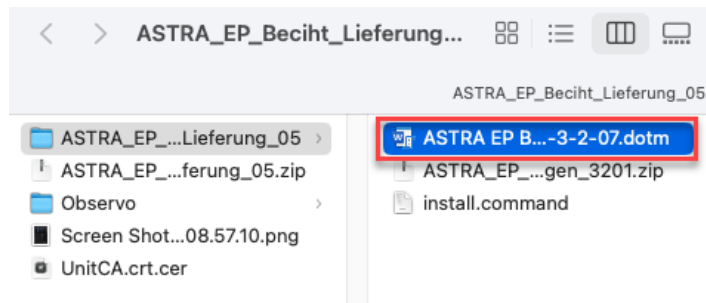 ASTRA_EP_Beciht_Lieferung...
ASTRA_EP_Beciht_Lieferung_05
ASTRA_EP_...Lieferung_05
ASTRA_EP_...ferung_05.zip
Observo
Screen Shot...08.57.10.png
UnitCA.crt.cer
ASTRA EP B...-3-2-07.dotm
ASTRA_EP_...gen_3201.zip
install.command